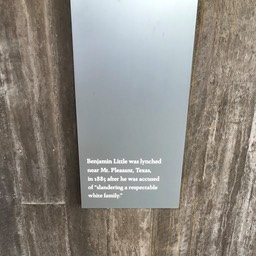 Benjamin Little was lynched
near Mt. Pleasant, Texas,
in 1885 after he was accused
of "slandering a respectable
white family."